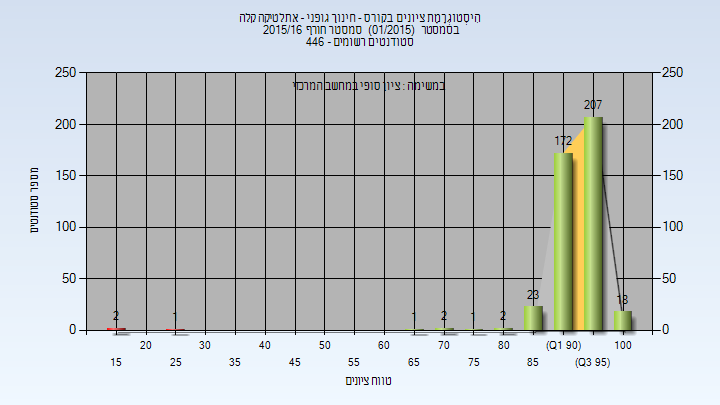 היסטוגרמת ציונים בקורס - חינוך גופני - אתלטיקה קלה
בסמסטר (01/2015) סמסטר חורף 2015/16
סטודנטים רשומים - 446
במשימה : ציון סופי במחשב המרכזי
250 250
200 200
150 150
100 100
50 50
0 0
מספר סטודנטים
2 1 1 2 1 2 23 172 207 18
20 30 40 50 60 70 80 (Q1 90) 100
15 25 35 45 55 65 75 85 (Q3 95)
טווח ציונים